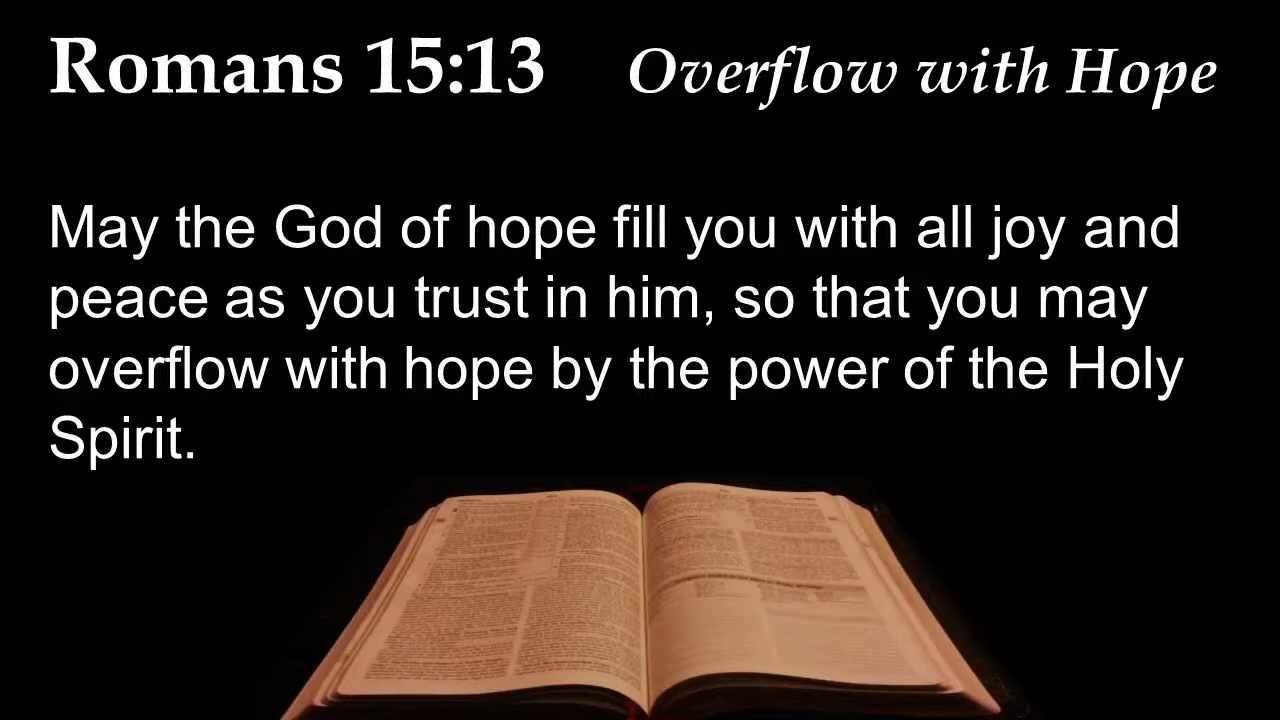 Romans 15:13 Overflow with Hope
May the God of hope fill you with all joy and
peace as you trust in him, so that you may
overflow with hope by the power of the Holy
Spirit.